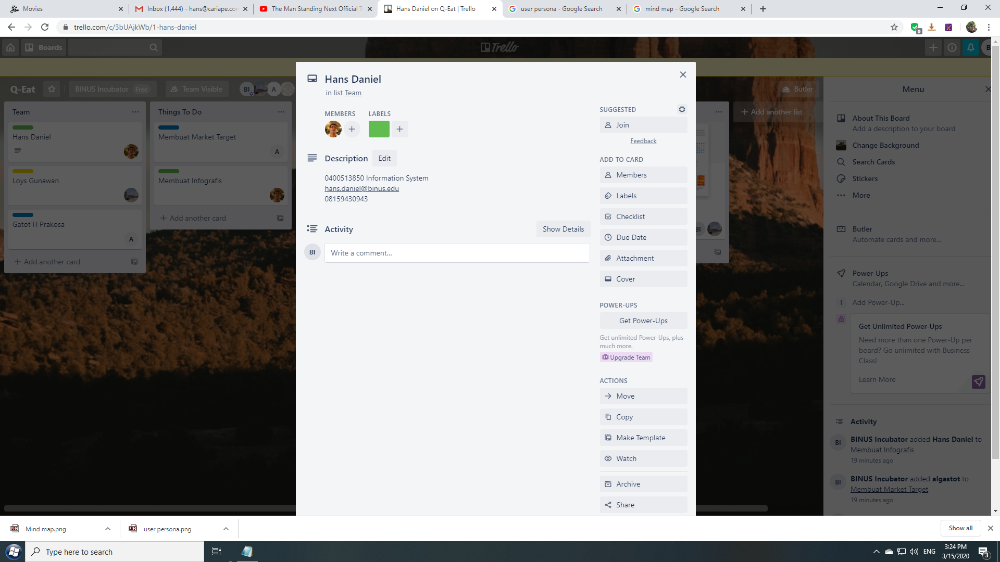 Movies
Inbox (1,444) - hans@cariape.con
The Man Standing Next Official T
Hans Daniel on Q-Eat | Trello
user persona - Google Search
mind map - Google Search
trello.com/c/3bUAjkWb/1-hans-daniel
0
Boards
Trello
B
Q-Eat
BINUS Incubator Free
Team Visible
BI
A
Butler
Team
Hans Daniel
Loys Gunawan
Gatot H Prakosa
A
+ Add another card
Things To Do
Membuat Market Target
A
Membuat Infografis
+ Add another card
Hans Daniel
in list Team
MEMBERS
LABELS
Description
Edit
0400513850 Information System
hans.daniel@binus.edu
08159430943
Activity
Show Details
BI
Write a comment...
SUGGESTED
Join
Feedback
ADD TO CARD
Members
Labels
Checklist
Due Date
Attachment
Cover
POWER-UPS
Get Power-Ups
Get unlimited Power-Ups, plus
much more.
Upgrade Team
ACTIONS
Move
Copy
Make Template
Watch
Archive
Share
BI
+ Add another list
Menu
About This Board
Add a description to your board
Change Background
Search Cards
Stickers
More
Butler
Automate cards and more...
Power-Ups
Calendar, Google Drive and more...
1
Add Power-Up...
Get Unlimited Power-Ups
Need more than one Power-Up per
board? Go unlimited with Business
Class!
Learn More
Activity
BI
BINUS Incubator added Hans Daniel to
Membuat Infografis
19 minutes ago
BI
BINUS Incubator added algastot to
Membuat Market Target
19 minutes ago
PNG
Mind map.png
PNG
user persona.png
Show all
Type here to search
ENG
3:24 PM
3/15/2020
3